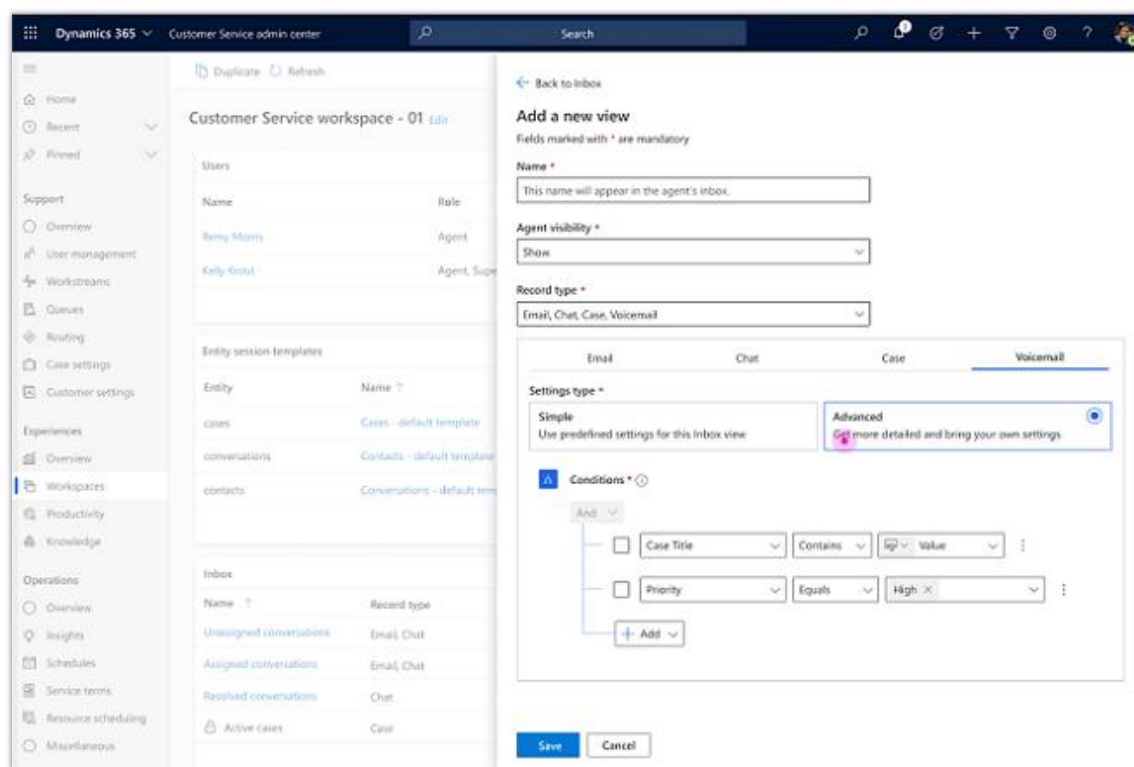 Dynamics 365 Customer Service admin center Search 1 ?
Duplicate Refresh
Home
Recent
Pinned
Support
Overview
User management
Workstreams
Queues
Routing
Case settings
Customer settings
Experiences
Overview
Workspaces
Productivity
Knowledge
Operations
Overview
Insights
Schedules
Service terms
Resource scheduling
Miscellaneous
Customer Service workspace - 01 Edit
Users
Name Role
Remy Morris Agent
Kelly Krout Agent, Supe
Entity session templates
Entity Name ↑
cases Cases - default template
conversations Contacts - default template
contacts Conversations - default tem
Inbox
Name ↑ Record type
Unassigned conversations Email, Chat
Assigned conversations Email, Chat
Resolved conversations Chat
Active cases Case
← Back to Inbox
Add a new view
Fields marked with * are mandatory
Name *
This name will appear in the agent's inbox.
Agent visibility *
Show
Record type *
Email, Chat, Case, Voicemail
Email Chat Case Voicemail
Settings type *
Simple
Use predefined settings for this Inbox view
Advanced
Get more detailed and bring your own settings
Conditions *
And
Case Title Contains Value
Priority Equals High ×
+ Add
Save Cancel